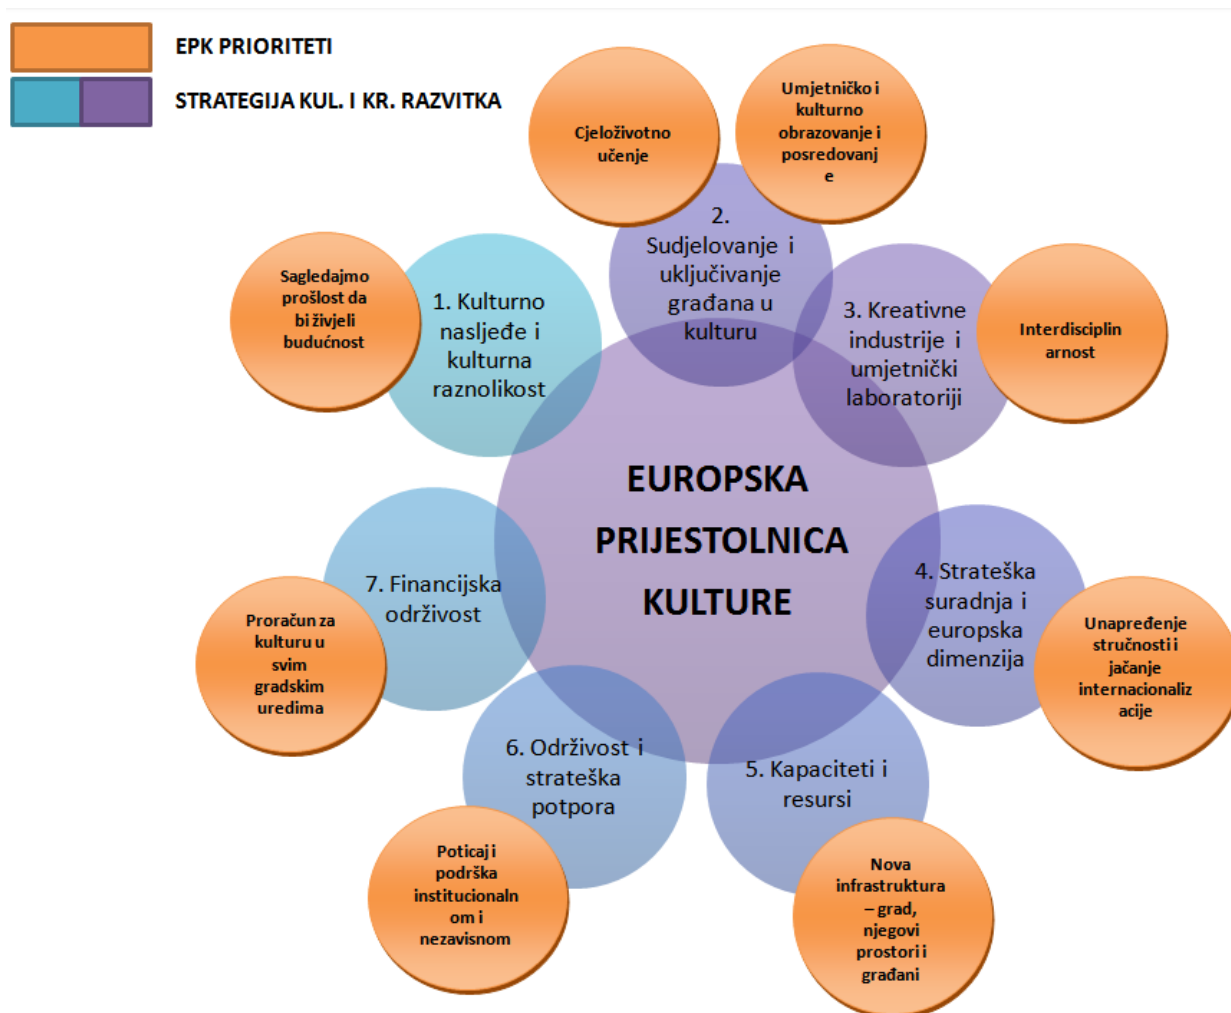 EPK PRIORITETI
STRATEGIJA KUL. I KR. RAZVITKA
Cjeloživotno
učenje
Umjetničko i
kulturno
obrazovanje i
posredovanj
e
Sagledajmo
prošlost da
bi živjeli
budućnost
1. Kulturno
nasljeđe i
kulturna
raznolikost
2.
Sudjelovanje i
uključivanje
građana u
kulturu
3. Kreativne
industrije i
umjetnički
laboratoriji
Interdisciplin
arnost
EUROPSKA
PRIJESTOLNICA
KULTURE
4. Strateška
suradnja i
europska
dimenzija
Unapređenje
stručnosti i
jačanje
internacionaliz
acije
5. Kapaciteti i
resursi
Nova
infrastruktura
– grad,
njegovi
prostori i
građani
6. Održivost i
strateška
potpora
Poticaj i
podrška
institucionaln
om i
nezavisnom
7. Financijska
održivost
Proračun za
kulturu u
svim
gradskim
uredima